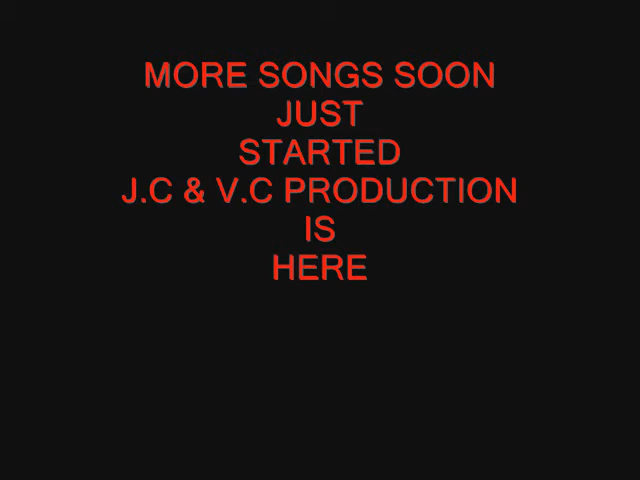 MORE SONGS SOON
JUST
STARTED
J.C & V.C PRODUCTION
IS
HERE